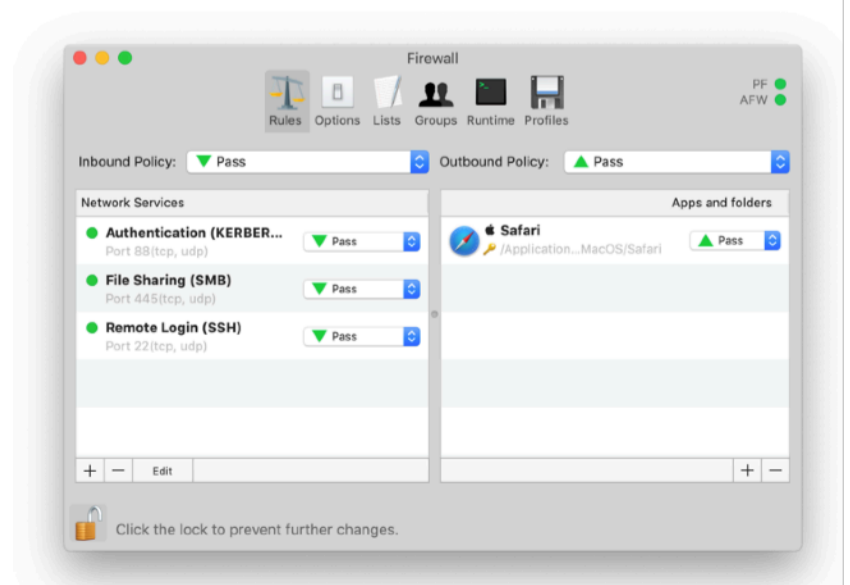 Firewall
Rules Options Lists Groups Runtime Profiles
PF
AFW
Inbound Policy: Pass
Outbound Policy: Pass
Network Services
Authentication (KERBER...
Port 88(tcp, udp)
Pass
File Sharing (SMB)
Port 445(tcp, udp)
Pass
Remote Login (SSH)
Port 22(tcp, udp)
Pass
+ − Edit
Apps and folders
Safari
/Application...MacOS/Safari
Pass
+ −
Click the lock to prevent further changes.